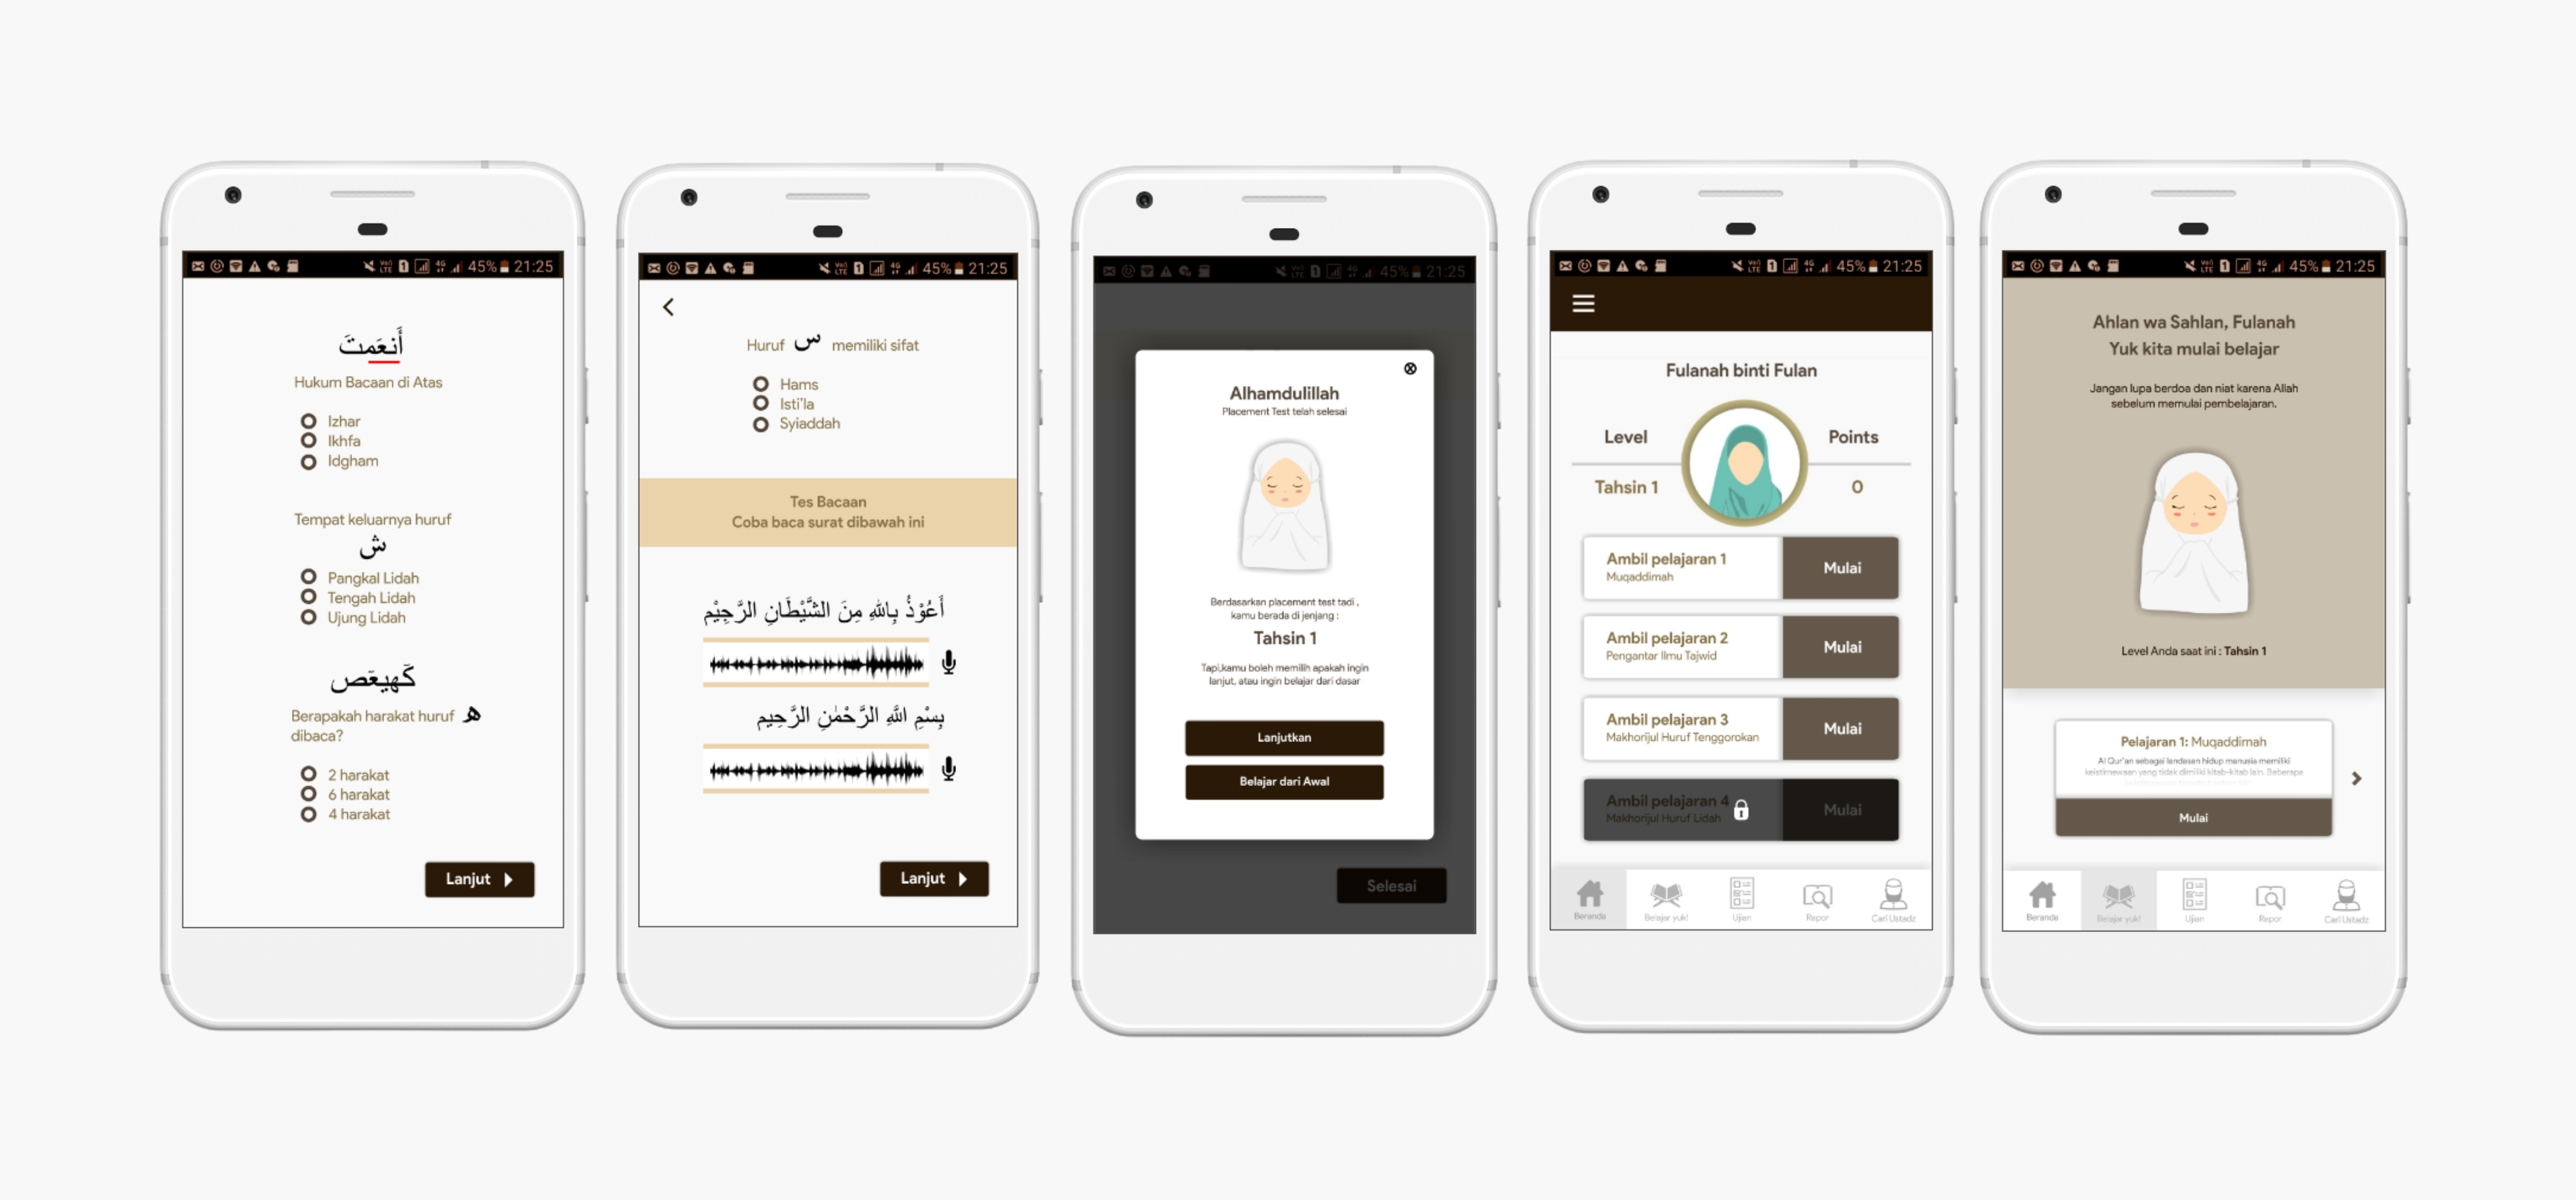 45% 21:25
أَنعَمتَ
Hukum Bacaan di Atas
Izhar
Ikhfa
Idgham
Tempat keluarnya huruf
ش
Pangkal Lidah
Tengah Lidah
Ujung Lidah
كٓهيعٓص
Berapakah harakat huruf ه
dibaca?
2 harakat
6 harakat
4 harakat
Lanjut
45% 21:25
Huruf س memiliki sifat
Hams
Isti'la
Syiaddah
Tes Bacaan
Coba baca surat dibawah ini
أَعُوْذُ بِاللهِ مِنَ الشَّيْطَانِ الرَّجِيْمِ
بِسْمِ اللَّهِ الرَّحْمَٰنِ الرَّحِيم
Lanjut
45% 21:25
Alhamdulillah
Placement Test telah selesai
Berdasarkan placement test tadi ,
kamu berada di jenjang :
Tahsin 1
Tapi,kamu boleh memilih apakah ingin
lanjut, atau ingin belajar dari dasar
Lanjutkan
Belajar dari Awal
Selesai
45% 21:25
Fulanah binti Fulan
Level
Points
Tahsin 1
0
Ambil pelajaran 1
Muqaddimah
Mulai
Ambil pelajaran 2
Pengantar Ilmu Tajwid
Mulai
Ambil pelajaran 3
Makhorijul Huruf Tenggorokan
Mulai
Ambil pelajaran 4
Makhorijul Huruf Lidah
Mulai
Beranda
Belajar yuk!
Ujian
Rapor
Cari Ustadz
45% 21:25
Ahlan wa Sahlan, Fulanah
Yuk kita mulai belajar
Jangan lupa berdoa dan niat karena Allah
sebelum memulai pembelajaran.
Level Anda saat ini : Tahsin 1
Pelajaran 1: Muqaddimah
Al Qur'an sebagai landasan hidup manusia memiliki
keistimewaan yang tidak dimiliki kitab-kitab lain. Beberapa
Mulai
Beranda
Belajar yuk!
Ujian
Rapor
Cari Ustadz